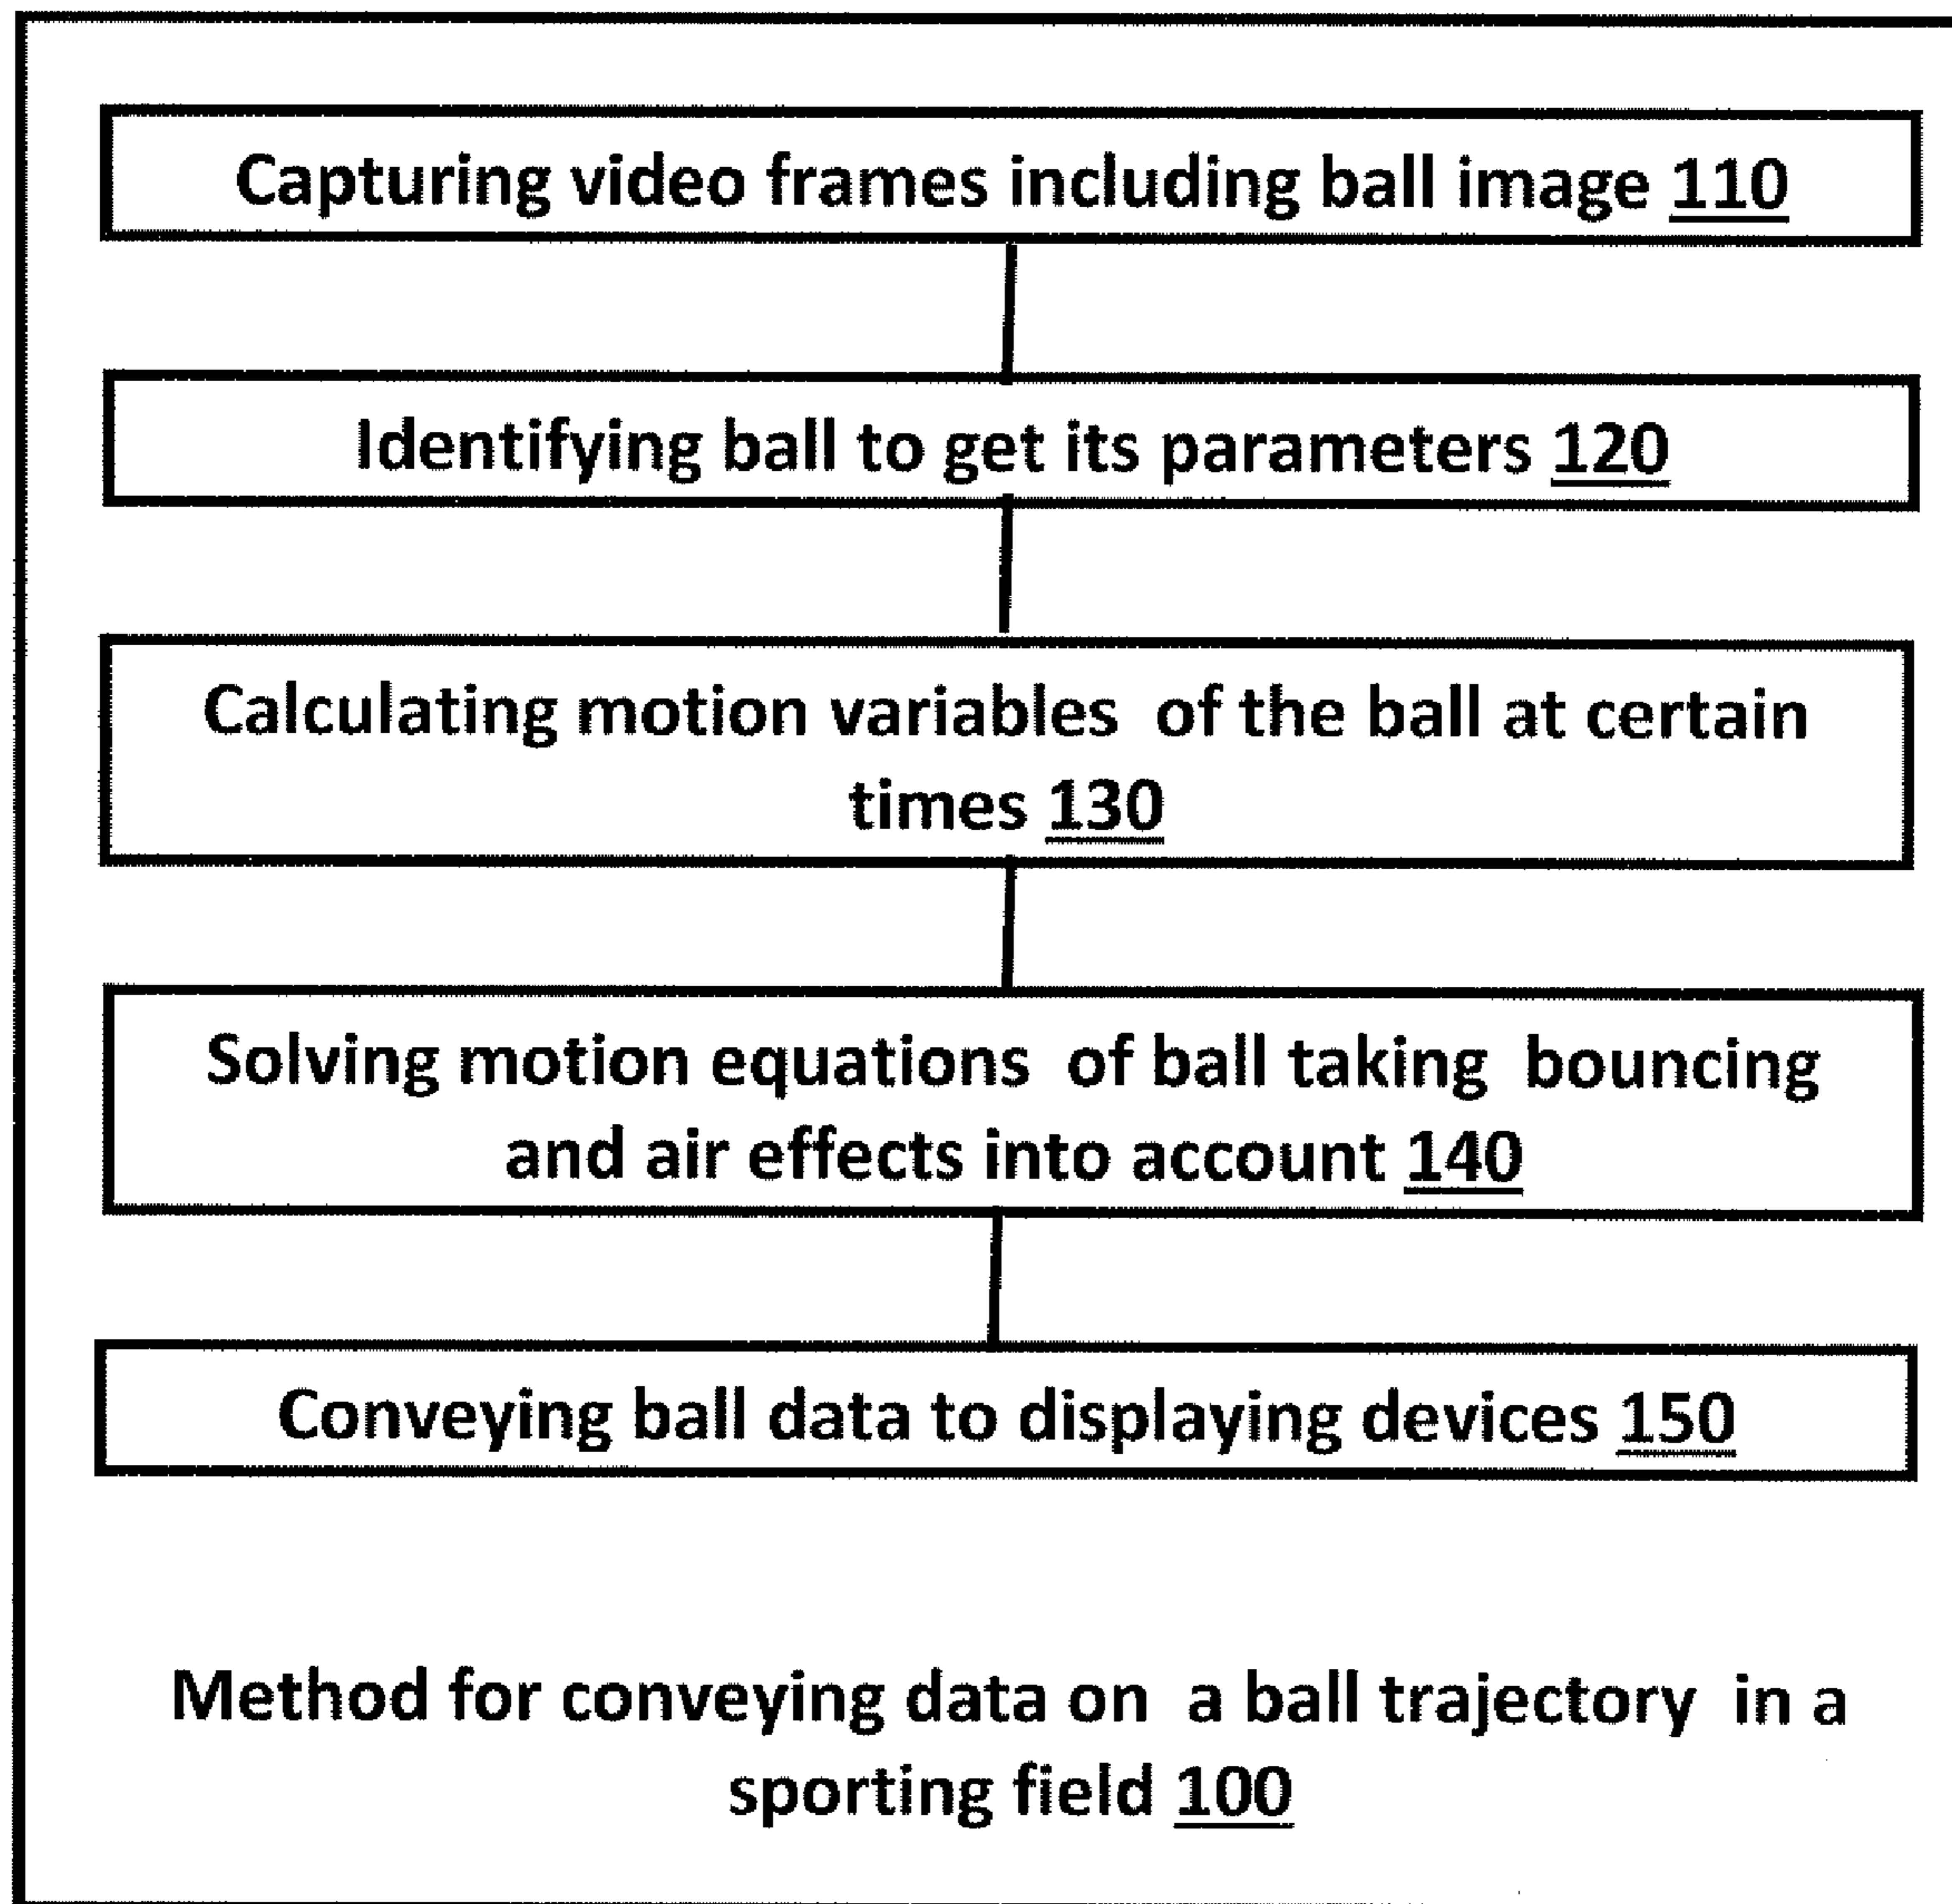 Capturing video frames including ball image 110
Identifying ball to get its parameters 120
Calculating motion variables of the ball at certain
times 130
Solving motion equations of ball taking bouncing
and air effects into account 140
Conveying ball data to displaying devices 150
Method for conveying data on a ball trajectory in a
sporting field 100